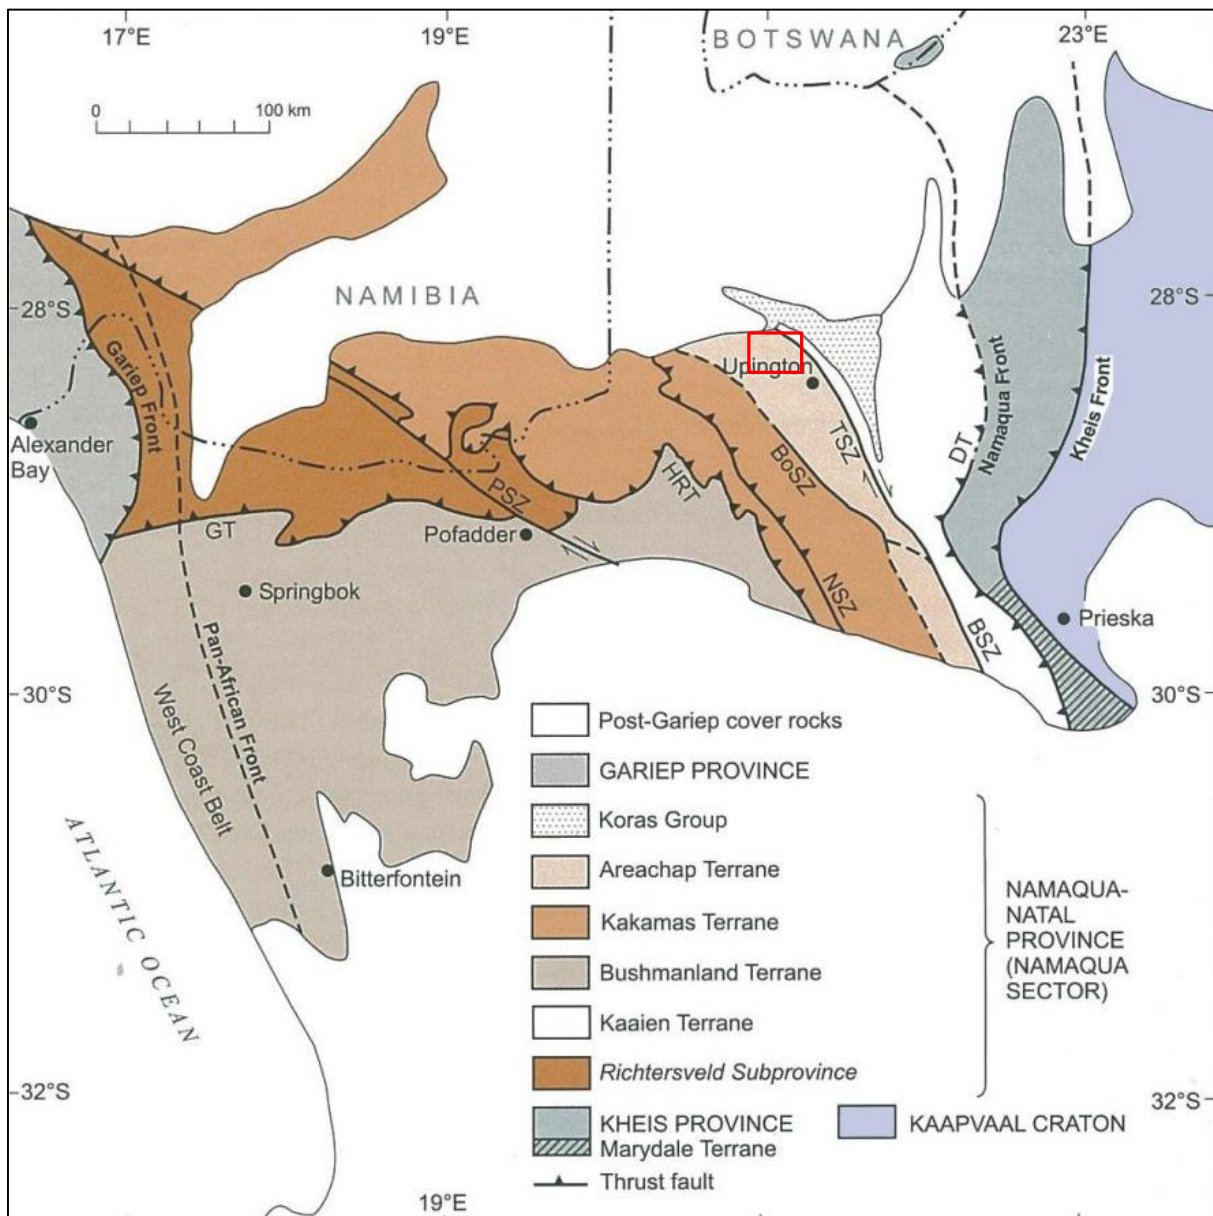 17°E
19°E
BOTSWANA
23°E
0
100 km
28°S
NAMIBIA
28°S
Gariep Front
Upington
Namaqua Front
Kheis Front
Alexander
Bay
TSZ
DT
BoSZ
HRT
PSZ
GT
Pofadder
Springbok
NSZ
BSZ
Prieska
Pan-African Front
West Coast Belt
30°S
30°S
Bitterfontein
ATLANTIC OCEAN
Post-Gariep cover rocks
GARIEP PROVINCE
Koras Group
Areachap Terrane
Kakamas Terrane
Bushmanland Terrane
Kaaien Terrane
Richtersveld Subprovince
KHEIS PROVINCE
Marydale Terrane
Thrust fault
NAMAQUA-
NATAL
PROVINCE
(NAMAQUA
SECTOR)
KAAPVAAL CRATON
32°S
32°S
19°E